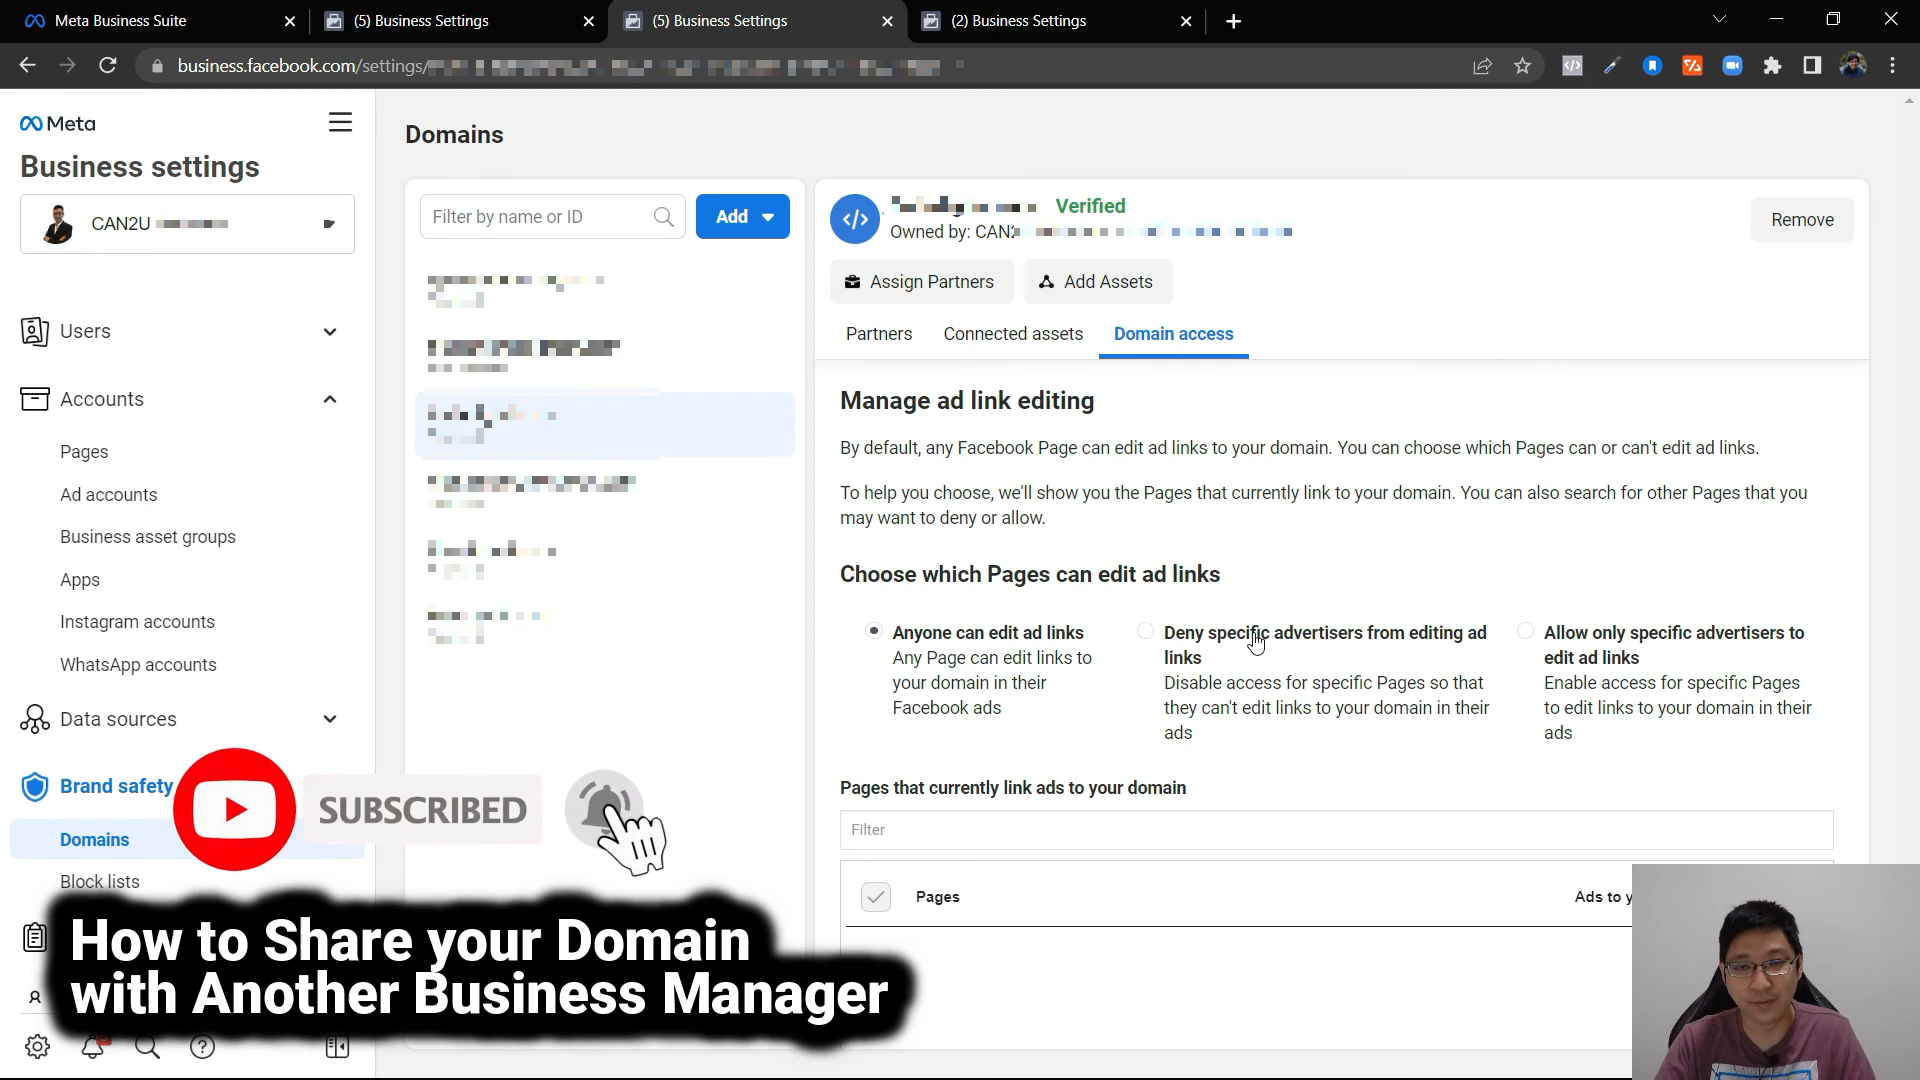 Meta Business Suite
(5) Business Settings
(5) Business Settings
(2) Business Settings
business.facebook.com/settings/
Meta
Business settings
CAN2U
Users
Accounts
Pages
Ad accounts
Business asset groups
Apps
Instagram accounts
WhatsApp accounts
Data sources
Brand safety
Domains
Block lists
Domains
Filter by name or ID
Add
Verified
Owned by: CAN2
Remove
Assign Partners
Add Assets
Partners
Connected assets
Domain access
Manage ad link editing
By default, any Facebook Page can edit ad links to your domain. You can choose which Pages can or can't edit ad links.
To help you choose, we'll show you the Pages that currently link to your domain. You can also search for other Pages that you
may want to deny or allow.
Choose which Pages can edit ad links
Anyone can edit ad links
Any Page can edit links to
your domain in their
Facebook ads
Deny specific advertisers from editing ad
links
Disable access for specific Pages so that
they can't edit links to your domain in their
ads
Allow only specific advertisers to
edit ad links
Enable access for specific Pages
to edit links to your domain in their
ads
Pages that currently link ads to your domain
Filter
Pages
Ads to y
SUBSCRIBED
How to Share your Domain
with Another Business Manager